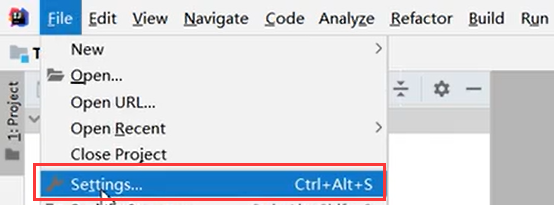 File Edit View Navigate Code Analyze Refactor Build Run
New
Open...
Open URL...
Open Recent
Close Project
Settings... Ctrl+Alt+S
1: Project